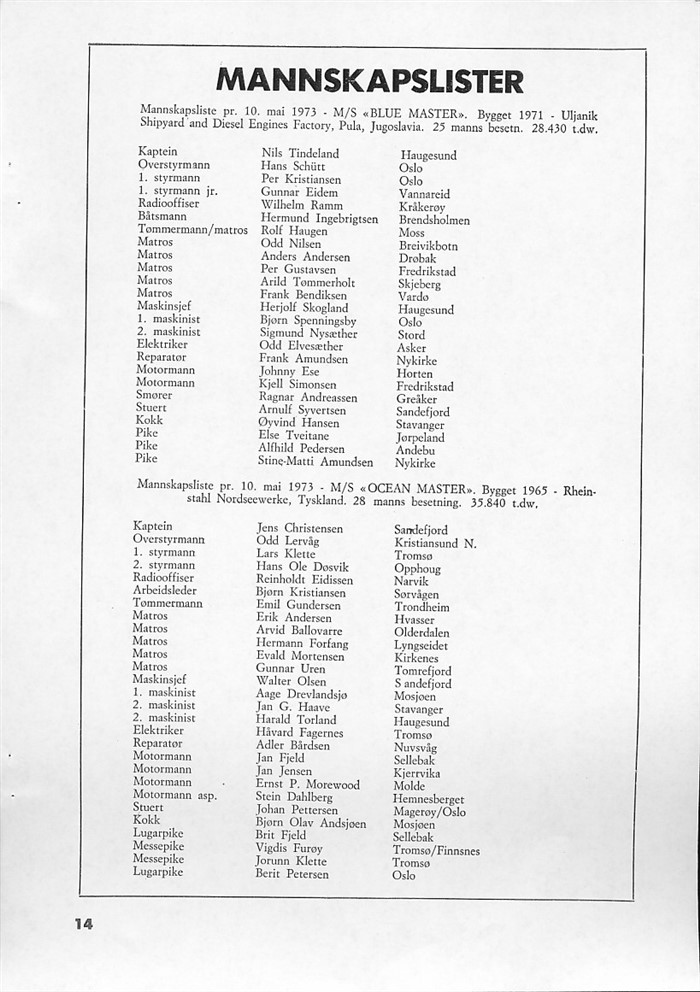 MANNSKAPSLISTER
Mannskapsliste pr. 10. mai 1973 - M/S «BLUE MASTER». Bygget 1971 - Uljanik
Shipyard and Diesel Engines Factory, Pula, Jugoslavia. 25 manns besetn. 28.430 t.dw.
Kaptein Nils Tindeland Haugesund
Overstyrmann Hans Schütt Oslo
1. styrmann Per Kristiansen Oslo
1. styrmann jr. Gunnar Eidem Vannareid
Radiooffiser Wilhelm Ramm Kråkerøy
Båtsmann Hermund Ingebrigtsen Brendsholmen
Tømmermann/matros Rolf Haugen Moss
Matros Odd Nilsen Breivikbotn
Matros Anders Andersen Drøbak
Matros Per Gustavsen Fredrikstad
Matros Arild Tømmerholt Skjeberg
Matros Frank Bendiksen Vardø
Maskinsjef Herjolf Skogland Haugesund
1. maskinist Bjørn Spenningsby Oslo
2. maskinist Sigmund Nysæther Stord
Elektriker Odd Elvesæther Asker
Reparatør Frank Amundsen Nykirke
Motormann Johnny Ese Horten
Motormann Kjell Simonsen Fredrikstad
Smører Ragnar Andreassen Greåker
Stuert Arnulf Syvertsen Sandefjord
Kokk Øyvind Hansen Stavanger
Pike Else Tveitane Jørpeland
Pike Alfhild Pedersen Andebu
Pike Stine-Matti Amundsen Nykirke
Mannskapsliste pr. 10. mai 1973 - M/S «OCEAN MASTER». Bygget 1965 - Rhein-
stahl Nordseewerke, Tyskland. 28 manns besetning. 35.840 t.dw.
Kaptein Jens Christensen Sandefjord
Overstyrmann Odd Lervåg Kristiansund N.
1. styrmann Lars Klette Tromsø
2. styrmann Hans Ole Døsvik Opphoug
Radiooffiser Reinholdt Eidissen Narvik
Arbeidsleder Bjørn Kristiansen Sørvågen
Tømmermann Emil Gundersen Trondheim
Matros Erik Andersen Hvasser
Matros Arvid Ballovarre Olderdalen
Matros Hermann Forfang Lyngseidet
Matros Evald Mortensen Kirkenes
Matros Gunnar Uren Tomrefjord
Maskinsjef Walter Olsen S andefjord
1. maskinist Aage Drevlandsjø Mosjøen
2. maskinist Jan G. Haave Stavanger
2. maskinist Harald Torland Haugesund
Elektriker Håvard Fagernes Tromsø
Reparatør Adler Bårdsen Nuvsvåg
Motormann Jan Fjeld Sellebak
Motormann Jan Jensen Kjerrvika
Motormann Ernst P. Morewood Molde
Motormann asp. Stein Dahlberg Hemnesberget
Stuert Johan Pettersen Magerøy/Oslo
Kokk Bjørn Olav Andsjøen Mosjøen
Lugarpike Brit Fjeld Sellebak
Messepike Vigdis Furøy Tromsø/Finnsnes
Messepike Jorunn Klette Tromsø
Lugarpike Berit Petersen Oslo
14